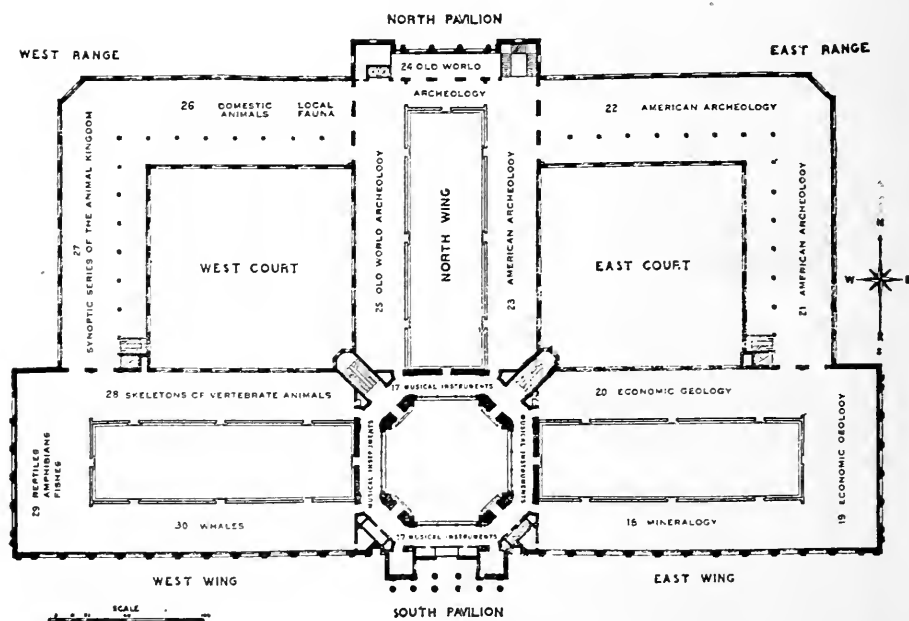 NORTH PAVILION
WEST RANGE
EAST RANGE
24 OLD WORLD
ARCHEOLOGY
26 DOMESTIC ANIMALS
LOCAL FAUNA
22 AMERICAN ARCHEOLOGY
27
SYNOPTIC SERIES OF THE ANIMAL KINGDOM
WEST COURT
25 OLD WORLD ARCHEOLOGY
NORTH WING
23 AMERICAN ARCHEOLOGY
EAST COURT
21 AMERICAN ARCHEOLOGY
N
W
E
28 SKELETONS OF VERTEBRATE ANIMALS
17 MUSICAL INSTRUMENTS
20 ECONOMIC GEOLOGY
29 REPTILES
AMPHIBIANS
FISHES
MUSICAL INSTRUMENTS
MUSICAL INSTRUMENTS
19 ECONOMIC GEOLOGY
30 WHALES
17 MUSICAL INSTRUMENTS
MINERALOGY
WEST WING
EAST WING
SCALE
SOUTH PAVILION